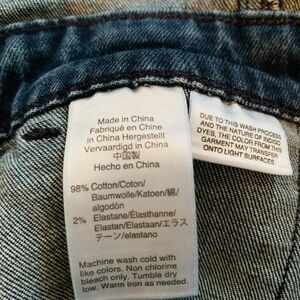 Made in China
Fabriqué en Chine
in China Hergestellt
Vervaardigd in China
中国製
Hecho en China
98% Cotton/Coton/
Baumwolle/Katoen/綿/
algodón
2% Elastane/Élasthanne/
Elastan/Elastaan/エラス
テーン/elastano
Machine wash cold with
like colors. Non chlorine
bleach only. Tumble dry
low. Warm iron as needed.
DUE TO THIS WASH PROCESS
AND THE NATURE OF INDIGO
DYES, THE COLOR FROM THIS
GARMENT MAY TRANSFER
ONTO LIGHT SURFACES.